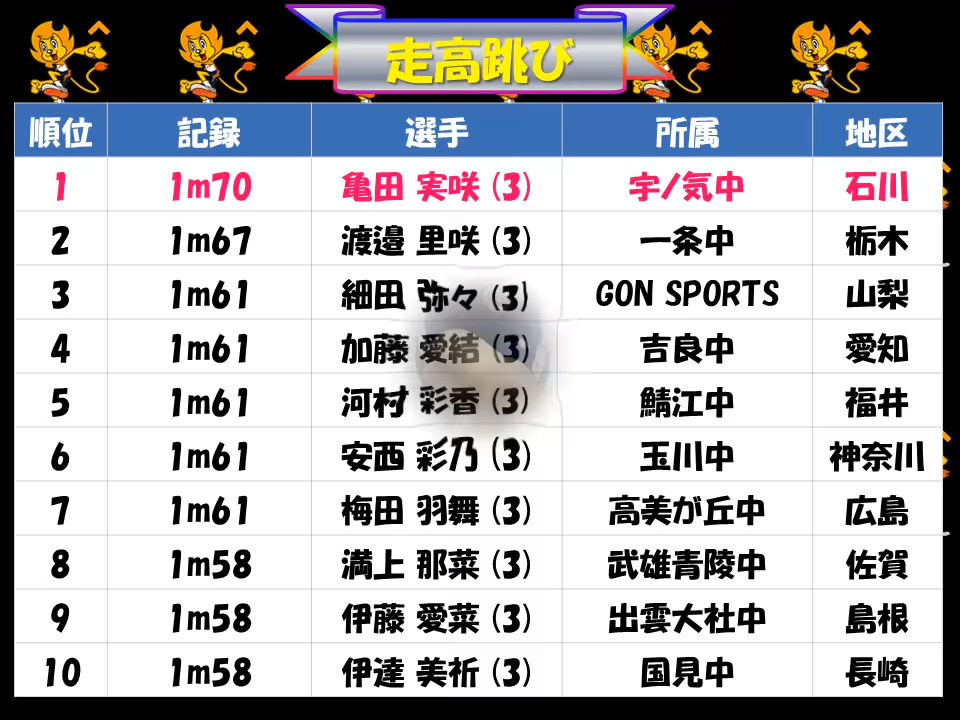 走高跳び
順位 記録 選手 所属 地区
1 1m70 亀田 実咲 (3) 宇ノ気中 石川
2 1m67 渡邉 里咲 (3) 一条中 栃木
3 1m61 細田 弥々 (3) GON SPORTS 山梨
4 1m61 加藤 愛結 (3) 吉良中 愛知
5 1m61 河村 彩香 (3) 鯖江中 福井
6 1m61 安西 彩乃 (3) 玉川中 神奈川
7 1m61 梅田 羽舞 (3) 高美が丘中 広島
8 1m58 満上 那菜 (3) 武雄青陵中 佐賀
9 1m58 伊藤 愛菜 (3) 出雲大社中 島根
10 1m58 伊達 美祈 (3) 国見中 長崎